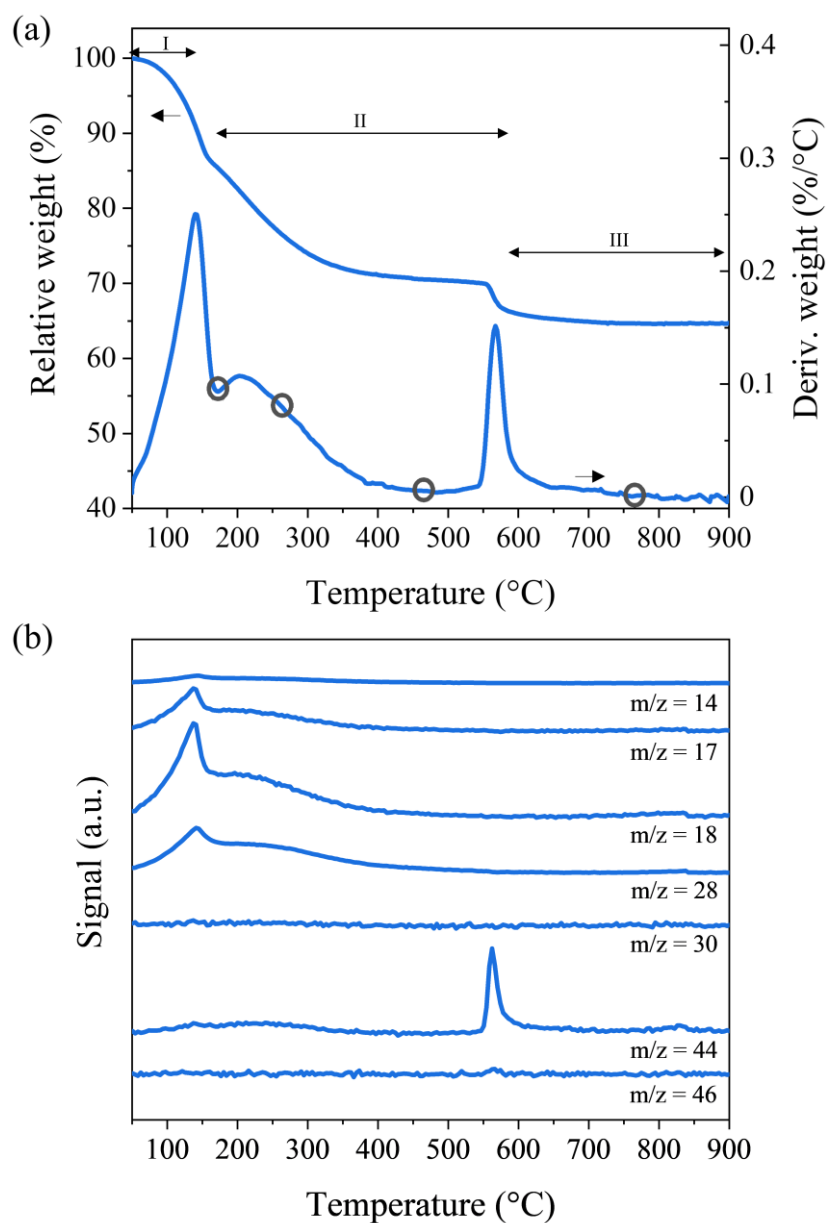 (a)
I
II
III
100
90
80
70
60
50
40
Relative weight (%)
0.4
0.3
0.2
0.1
0
Deriv. weight (%/°C)
100 200 300 400 500 600 700 800 900
Temperature (°C)
(b)
m/z = 14
m/z = 17
m/z = 18
m/z = 28
m/z = 30
m/z = 44
m/z = 46
Signal (a.u.)
100 200 300 400 500 600 700 800 900
Temperature (°C)